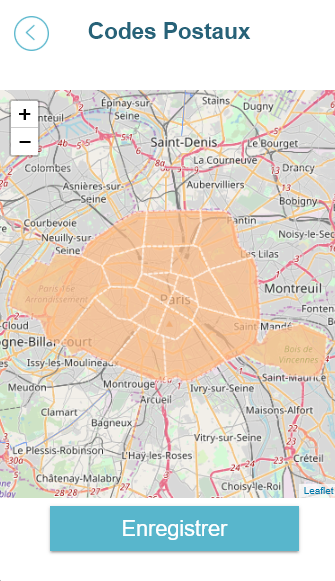 Codes Postaux
+
−
Épinay-sur-
Seine
Stains
Dugny
Saint-Denis
Le Bourget
La Courneuve
Drancy
Colombes
Asnières-sur-
Seine
Aubervilliers
Bobigny
Courbevoie
Pantin
Neuilly-sur-
Seine
Noisy-le-Sec
Les Lilas
Paris 16e
Arrondissement
Paris
Montreuil
Cloud
Saint-Mandé
ogne-Billancourt
Bois de
Vincennes
Issy-les-Moulineaux
Saint-Maurice
Meudon
Montrouge
Ivry-sur-Seine
Arcueil
Clamart
Maisons-Alfort
Bagneux
Vitry-sur-Seine
Le Plessis-Robinson
L'Haÿ-les-Roses
Créteil
Châtenay-Malabry
Choisy-le-Roi
Leaflet
Enregistrer